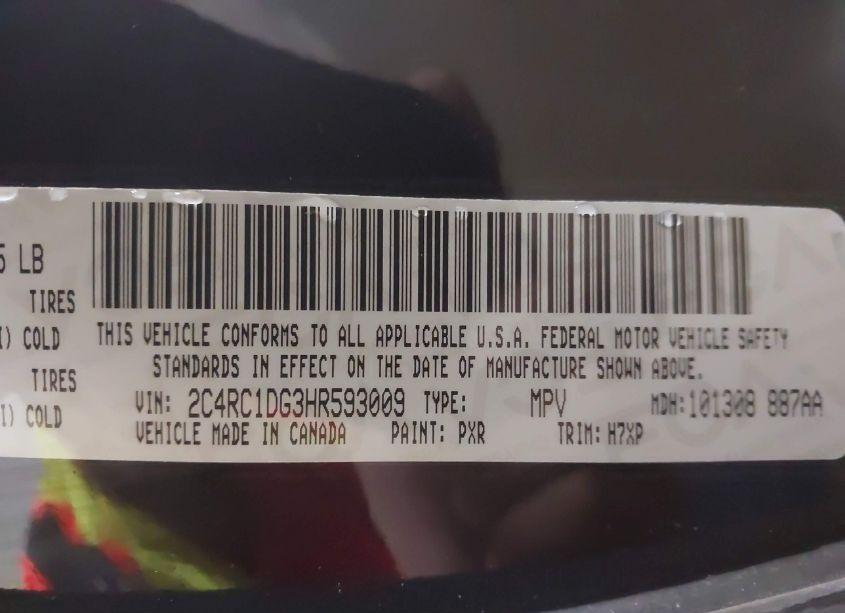 5 LB
TIRES
I) COLD
TIRES
I) COLD
THIS VEHICLE CONFORMS TO ALL APPLICABLE U.S.A. FEDERAL MOTOR VEHICLE SAFETY
STANDARDS IN EFFECT ON THE DATE OF MANUFACTURE SHOWN ABOVE.
VIN: 2C4RC1DG3HR593009 TYPE: MPV MDH:101308 887AA
VEHICLE MADE IN CANADA PAINT: PXR TRIM: H7XP